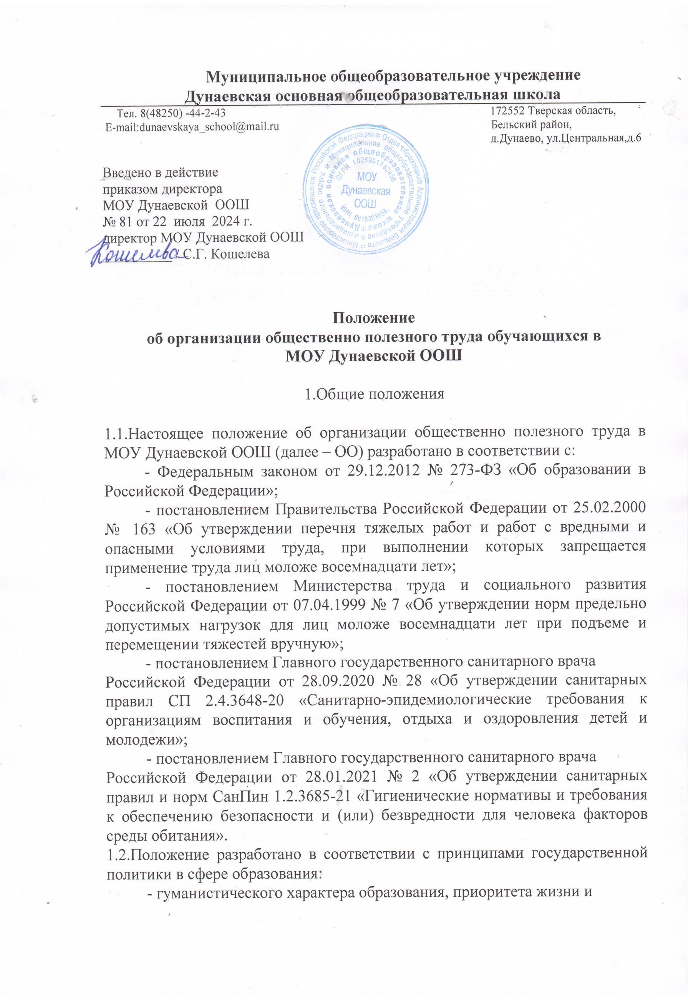 Муниципальное общеобразовательное учреждение
Дунаевская основная общеобразовательная школа
Тел. 8(48250) -44-2-43
E-mail:dunaevskaya_school@mail.ru
172552 Тверская область,
Бельский район,
д.Дунаево, ул.Центральная,д.6
Введено в действие
приказом директора
МОУ Дунаевской ООШ
№ 81 от 22 июля 2024 г.
директор МОУ Дунаевской ООШ
Кошелева / С.Г. Кошелева
Министерство просвещения Российской Федерации * Отдел образования Администрации Бельского
муниципального округа * Муниципальное общеобразовательное учреждение *
Дунаевская основная общеобразовательная школа *
ОГРН 1026901782456
МОУ
Дунаевская
ООШ
ИНН 6918001658,
Положение
об организации общественно полезного труда обучающихся в
МОУ Дунаевской ООШ
1.Общие положения
1.1.Настоящее положение об организации общественно полезного труда в
МОУ Дунаевской ООШ (далее – ОО) разработано в соответствии с:
- Федеральным законом от 29.12.2012 № 273-ФЗ «Об образовании в
Российской Федерации»;
- постановлением Правительства Российской Федерации от 25.02.2000
№ 163 «Об утверждении перечня тяжелых работ и работ с вредными и
опасными условиями труда, при выполнении которых запрещается
применение труда лиц моложе восемнадцати лет»;
- постановлением Министерства труда и социального развития
Российской Федерации от 07.04.1999 № 7 «Об утверждении норм предельно
допустимых нагрузок для лиц моложе восемнадцати лет при подъеме и
перемещении тяжестей вручную»;
- постановлением Главного государственного санитарного врача
Российской Федерации от 28.09.2020 № 28 «Об утверждении санитарных
правил СП 2.4.3648-20 «Санитарно-эпидемиологические требования к
организациям воспитания и обучения, отдыха и оздоровления детей и
молодежи»;
- постановлением Главного государственного санитарного врача
Российской Федерации от 28.01.2021 № 2 «Об утверждении санитарных
правил и норм СанПин 1.2.3685-21 «Гигиенические нормативы и требования
к обеспечению безопасности и (или) безвредности для человека факторов
среды обитания».
1.2.Положение разработано в соответствии с принципами государственной
политики в сфере образования:
- гуманистического характера образования, приоритета жизни и